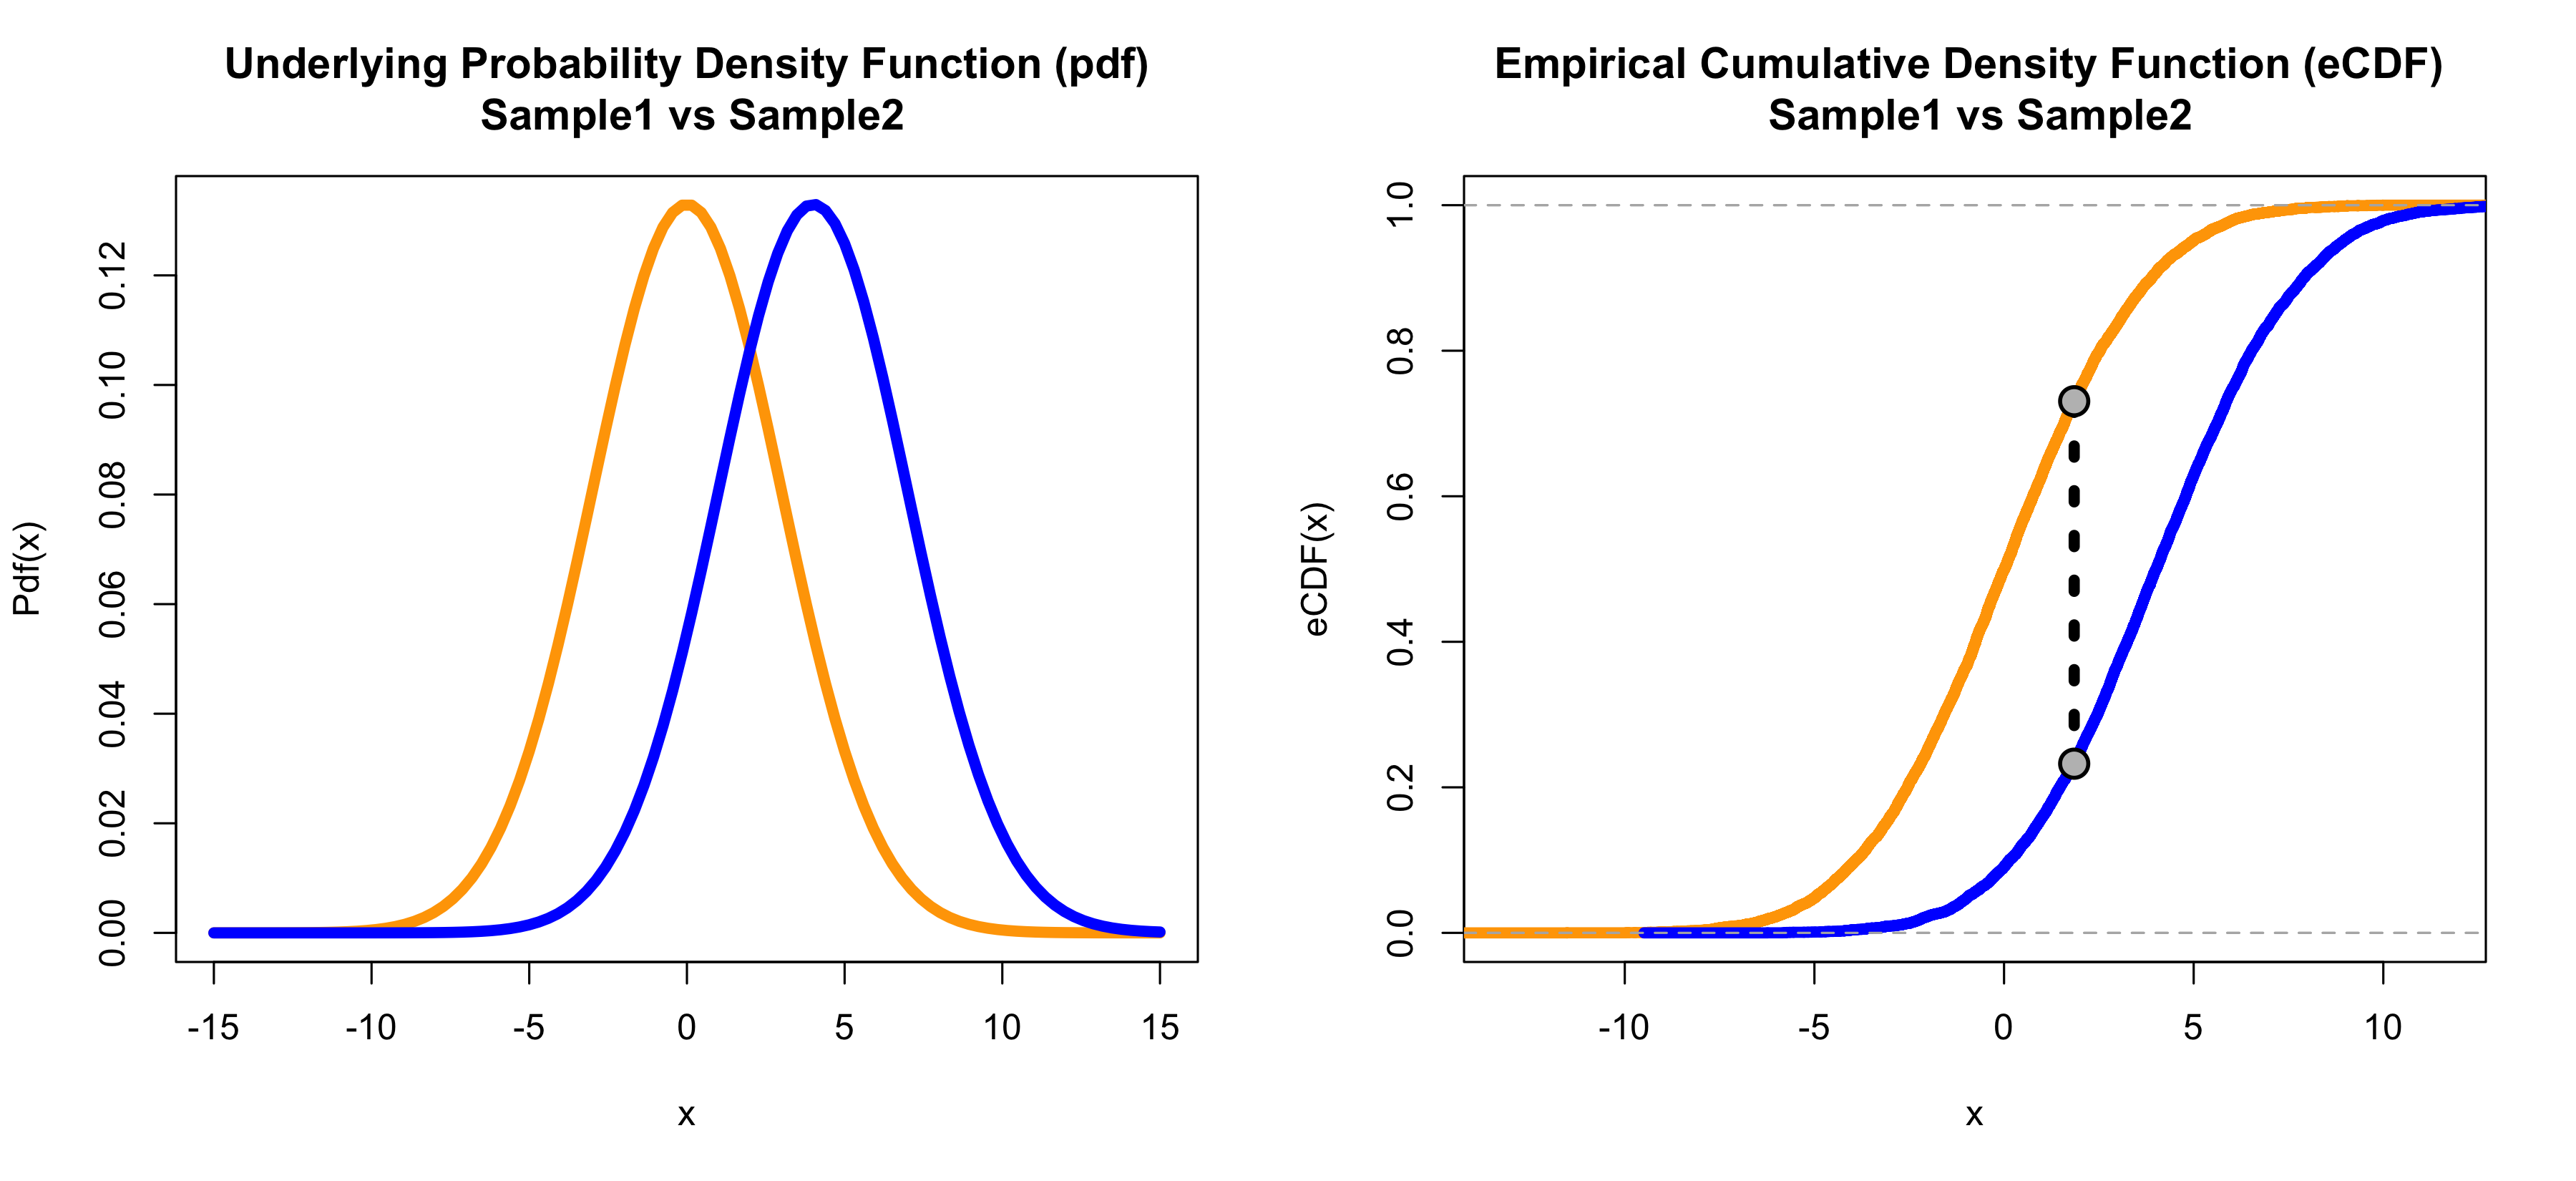 Underlying Probability Density Function (pdf)
Sample1 vs Sample2
Pdf(x)
0.12
0.10
0.08
0.06
0.04
0.02
0.00
-15 -10 -5 0 5 10 15
x
Empirical Cumulative Density Function (eCDF)
Sample1 vs Sample2
eCDF(x)
1.0
0.8
0.6
0.4
0.2
0.0
-10 -5 0 5 10
x